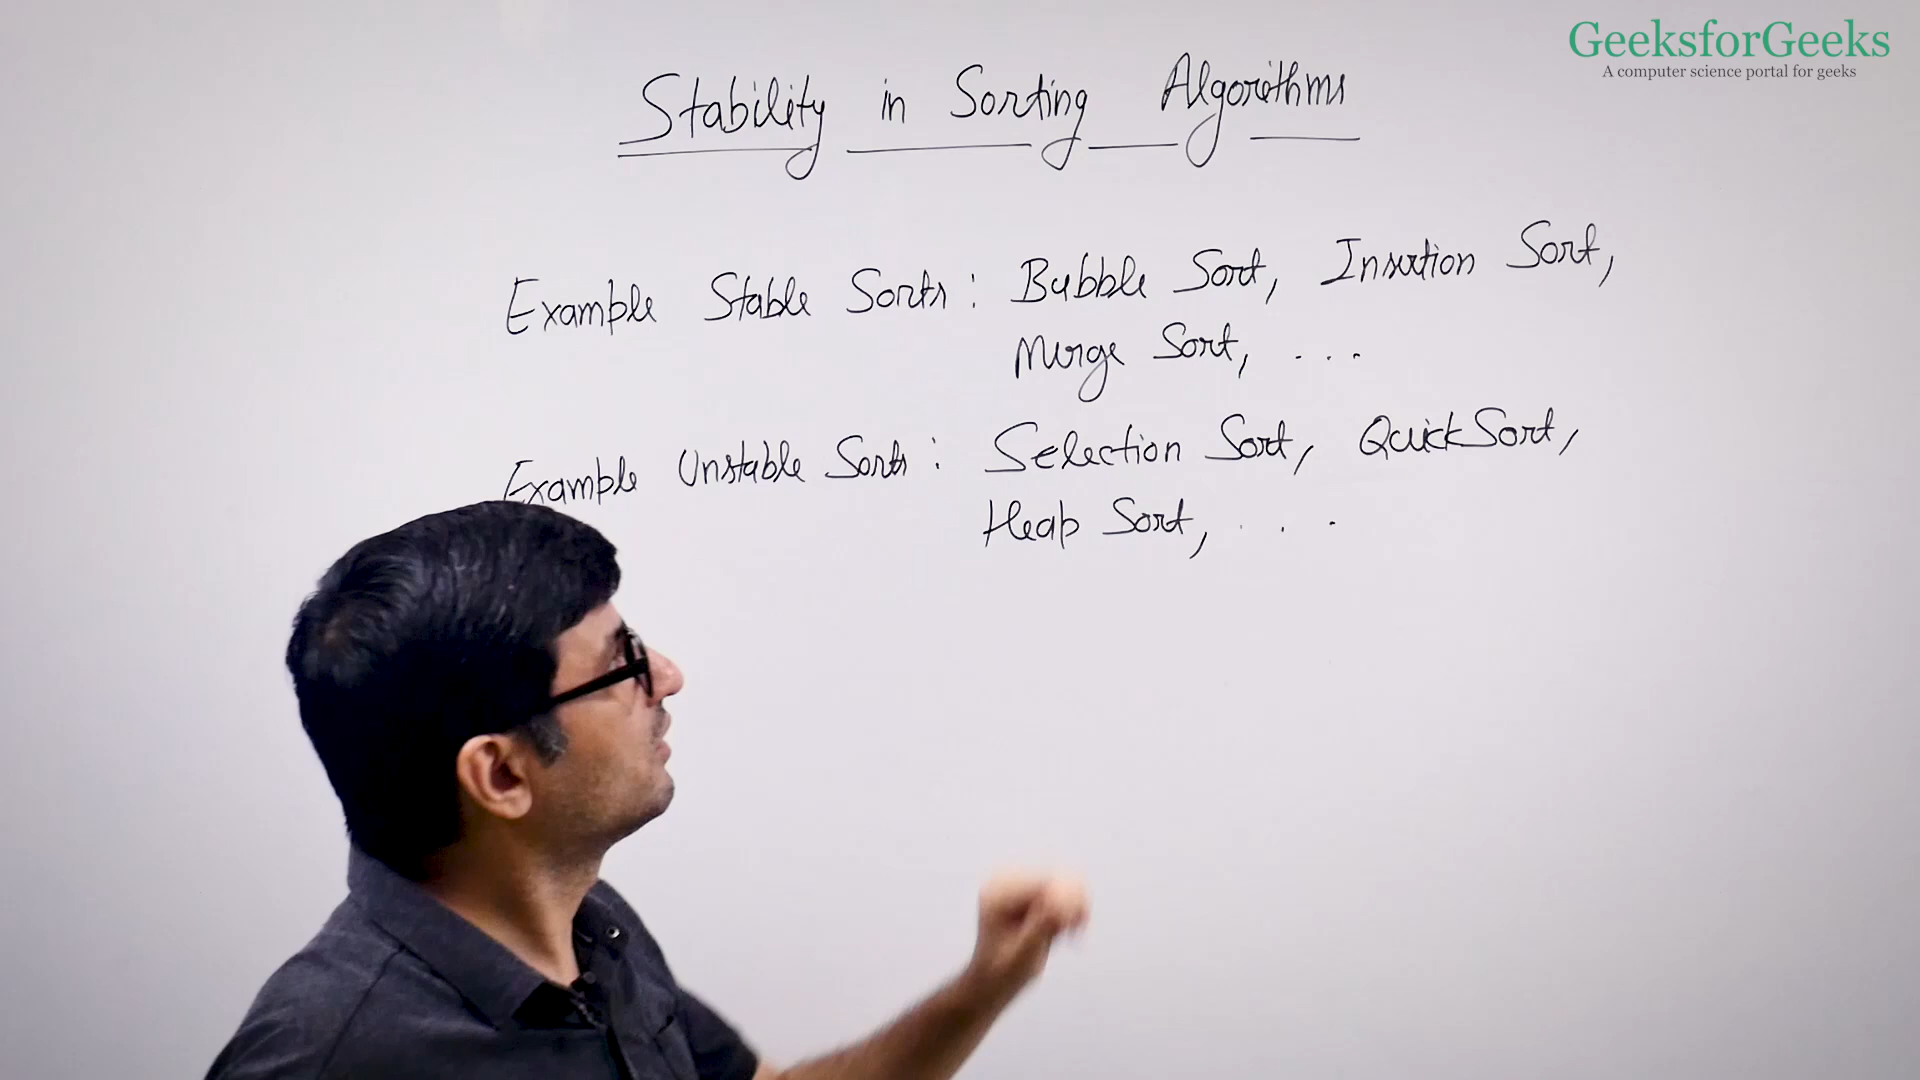 GeeksforGeeks
A computer science portal for geeks
Stability in Sorting Algorithms
Example Stable Sorts : Bubble Sort, Insertion Sort,
Merge Sort, ...
Example Unstable Sorts : Selection Sort, QuickSort,
Heap Sort, ...